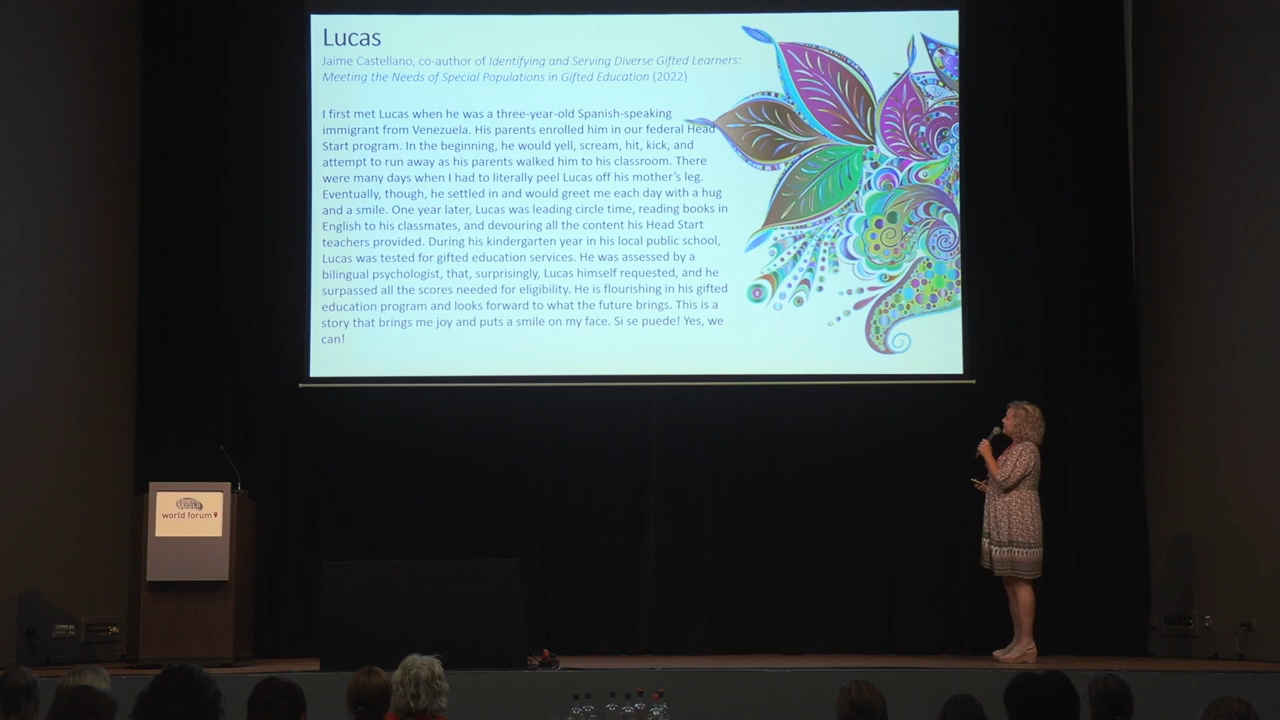 Lucas
Jaime Castellano, co-author of Identifying and Serving Diverse Gifted Learners:
Meeting the Needs of Special Populations in Gifted Education (2022)
I first met Lucas when he was a three-year-old Spanish-speaking
immigrant from Venezuela. His parents enrolled him in our federal Head
Start program. In the beginning, he would yell, scream, hit, kick, and
attempt to run away as his parents walked him to his classroom. There
were many days when I had to literally peel Lucas off his mother's leg.
Eventually, though, he settled in and would greet me each day with a hug
and a smile. One year later, Lucas was leading circle time, reading books in
English to his classmates, and devouring all the content his Head Start
teachers provided. During his kindergarten year in his local public school,
Lucas was tested for gifted education services. He was assessed by a
bilingual psychologist, that, surprisingly, Lucas himself requested, and he
surpassed all the scores needed for eligibility. He is flourishing in his gifted
education program and looks forward to what the future brings. This is a
story that brings me joy and puts a smile on my face. Si se puede! Yes, we
can!
world forum